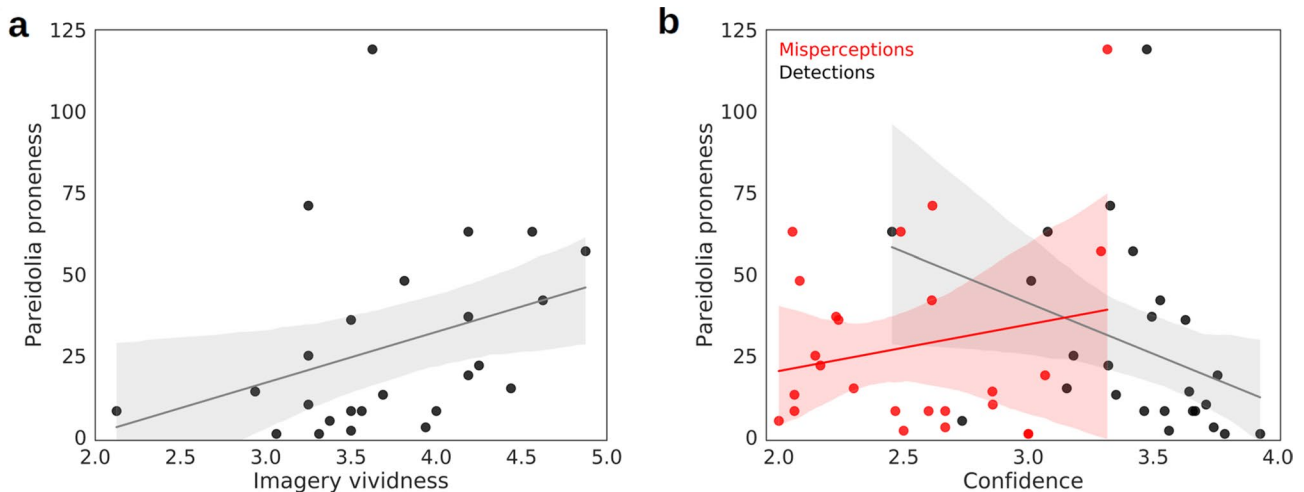 a
Pareidolia proneness
125
100
75
50
25
0
2.0 2.5 3.0 3.5 4.0 4.5 5.0
Imagery vividness
b
Pareidolia proneness
125
100
75
50
25
0
Misperceptions
Detections
2.0 2.5 3.0 3.5 4.0
Confidence